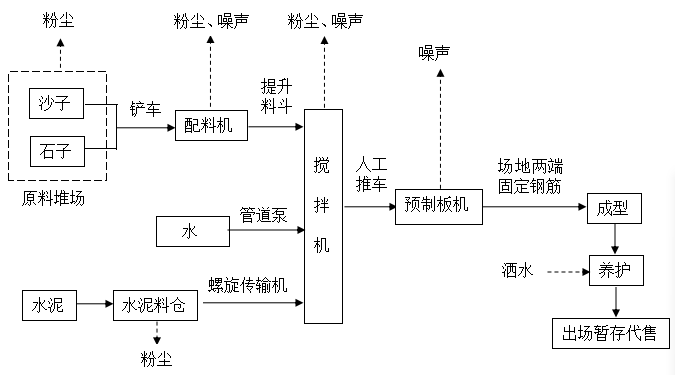 粉尘
粉尘、噪声
粉尘、噪声
噪声
沙子
石子
原料堆场
铲车
配料机
提升
料斗
搅
拌
机
人工
推车
预制板机
场地两端
固定钢筋
成型
水
管道泵
洒水
养护
水泥
水泥料仓
螺旋传输机
粉尘
出场暂存代售